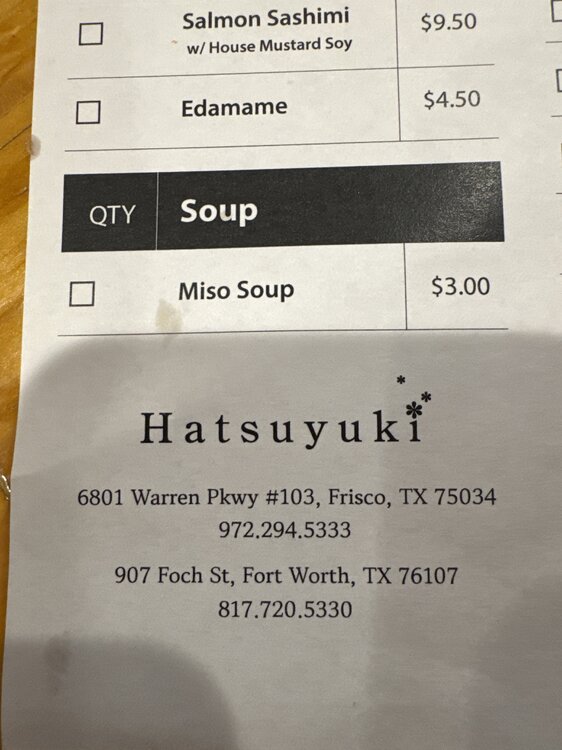 Salmon Sashimi $9.50
w/ House Mustard Soy
Edamame $4.50
QTY Soup
Miso Soup $3.00
Hatsuyuki
6801 Warren Pkwy #103, Frisco, TX 75034
972.294.5333
907 Foch St, Fort Worth, TX 76107
817.720.5330